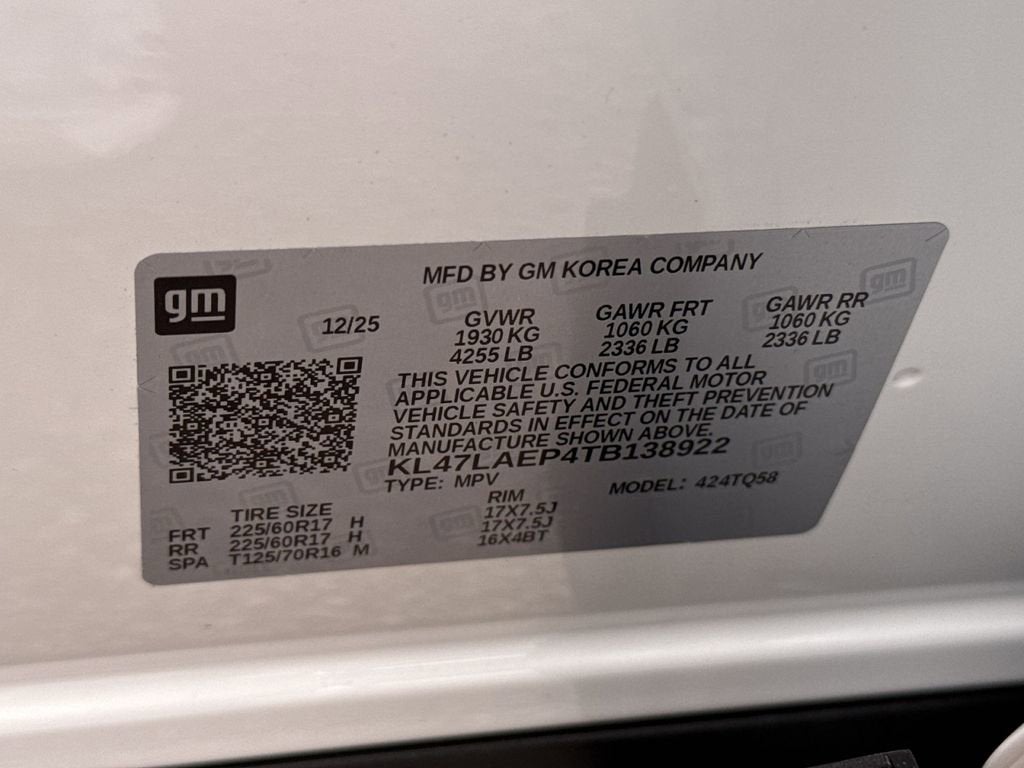 gm
MFD BY GM KOREA COMPANY
12/25
GVWR
1930 KG
4255 LB
GAWR FRT
1060 KG
2336 LB
GAWR RR
1060 KG
2336 LB
THIS VEHICLE CONFORMS TO ALL
APPLICABLE U.S. FEDERAL MOTOR
VEHICLE SAFETY AND THEFT PREVENTION
STANDARDS IN EFFECT ON THE DATE OF
MANUFACTURE SHOWN ABOVE.
KL47LAEP4TB138922
TYPE: MPV MODEL: 424TQ58
TIRE SIZE RIM
FRT 225/60R17 H 17X7.5J
RR 225/60R17 H 17X7.5J
SPA T125/70R16 M 16X4BT